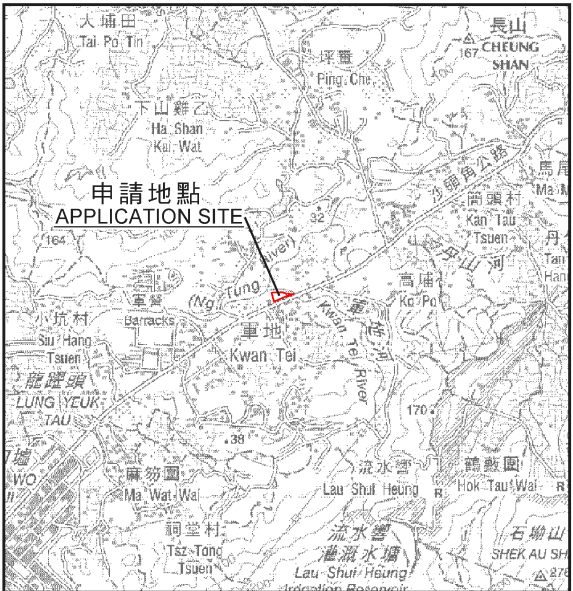 大埔田
Tai Po Tin
長山
167
CHEUNG
SHAN
坪輋
Ping Che
下山雞乙
Ha Shan
Kai Wat
沙頭角公路
申請地點
APPLICATION SITE
32
簡頭村
Kan Tau
Tsuen
164
丹山河
(Ng Tung River)
高埔
Ko Po
軍營
Barracks
小坑村
Siu Hang
Tsuen
軍地
Kwan Tei
軍地河
Kwan Tei River
龍躍頭
LUNG YEUK
TAU
WO
170
38
麻笏圍
Ma Wat Wai
流水響
Lau Shui Heung
鶴藪圍
Hok Tau Wai
R
R
祠堂村
Tsz Tong
Tsuen
流水響
灌溉水塘
Lau Shui Heung
Irrigation Reservoir
石坳山
SHEK AU SH
200